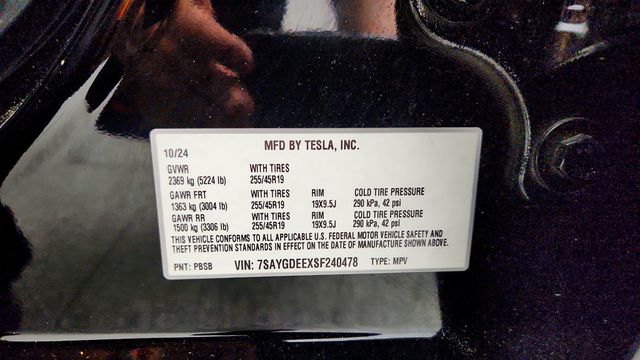 MFD BY TESLA, INC.
10/24
GVWR WITH TIRES
2369 kg (5224 lb) 255/45R19
GAWR FRT WITH TIRES RIM COLD TIRE PRESSURE
1363 kg (3004 lb) 255/45R19 19X9.5J 290 kPa, 42 psi
GAWR RR WITH TIRES RIM COLD TIRE PRESSURE
1500 kg (3306 lb) 255/45R19 19X9.5J 290 kPa, 42 psi
THIS VEHICLE CONFORMS TO ALL APPLICABLE U.S. FEDERAL MOTOR VEHICLE SAFETY AND
THEFT PREVENTION STANDARDS IN EFFECT ON THE DATE OF MANUFACTURE SHOWN ABOVE.
PNT: PBSB VIN: 7SAYGDEEXSF240478 TYPE: MPV